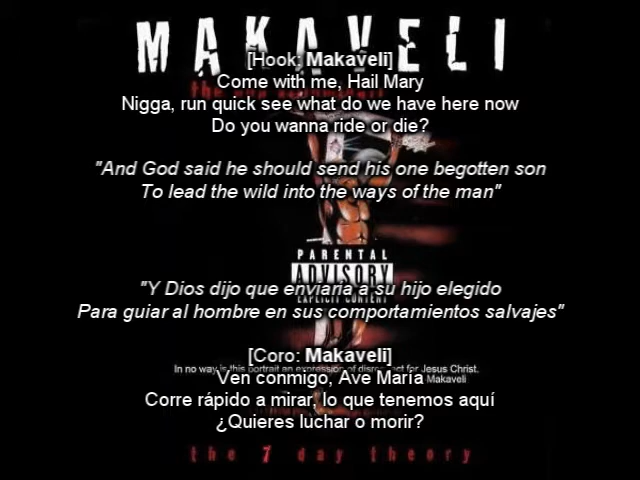 MAKAVELI
[Hook: Makaveli]
Come with me, Hail Mary
Nigga, run quick see what do we have here now
Do you wanna ride or die?
"And God said he should send his one begotten son
To lead the wild into the ways of the man"
PARENTAL
ADVISORY
EXPLICIT CONTENT
"Y Dios dijo que enviaría a su hijo elegido
Para guiar al hombre en sus comportamientos salvajes"
[Coro: Makaveli]
In no way is this portrait an expression of disrespect for Jesus Christ.
Makaveli
Ven conmigo, Ave María
Corre rápido a mirar, lo que tenemos aquí
¿Quieres luchar o morir?
the 7 day theory